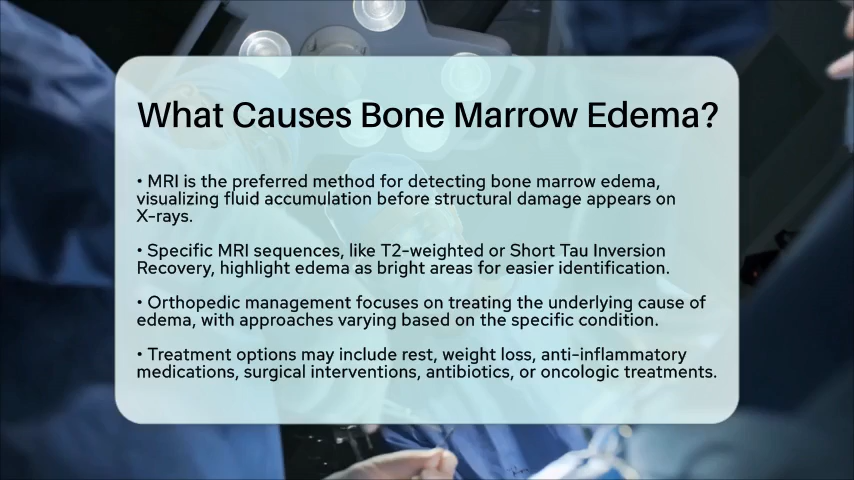 What Causes Bone Marrow Edema?
• MRI is the preferred method for detecting bone marrow edema,
visualizing fluid accumulation before structural damage appears on
X-rays.
• Specific MRI sequences, like T2-weighted or Short Tau Inversion
Recovery, highlight edema as bright areas for easier identification.
• Orthopedic management focuses on treating the underlying cause of
edema, with approaches varying based on the specific condition.
• Treatment options may include rest, weight loss, anti-inflammatory
medications, surgical interventions, antibiotics, or oncologic treatments.